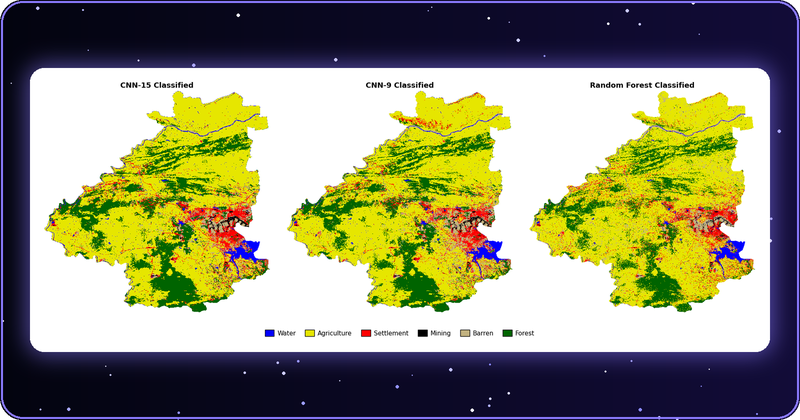 CNN-15 Classified
CNN-9 Classified
Random Forest Classified
Water Agriculture Settlement Mining Barren Forest